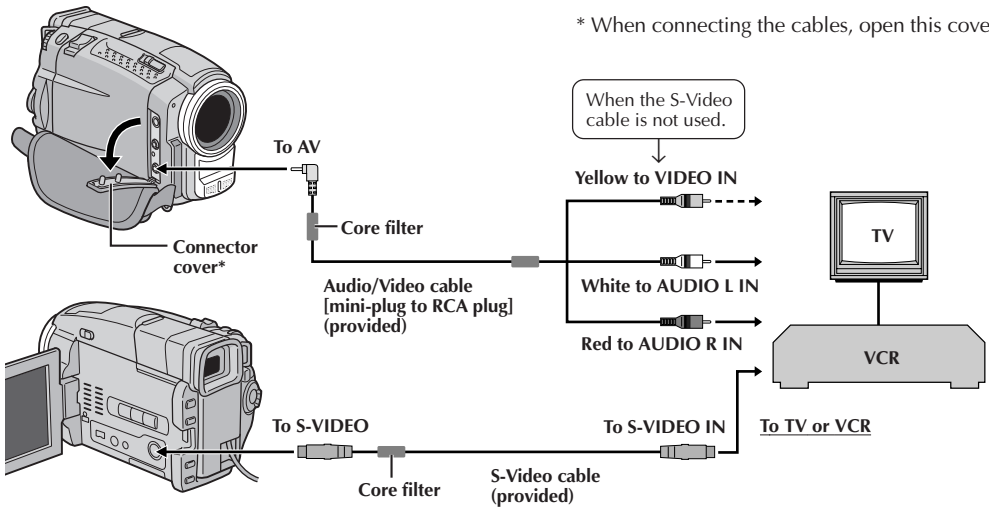 * When connecting the cables, open this cove
When the S-Video
cable is not used.
To AV
Yellow to VIDEO IN
Core filter
TV
Connector
cover*
Audio/Video cable
[mini-plug to RCA plug]
(provided)
White to AUDIO L IN
Red to AUDIO R IN
VCR
To S-VIDEO
To S-VIDEO IN
To TV or VCR
Core filter
S-Video cable
(provided)